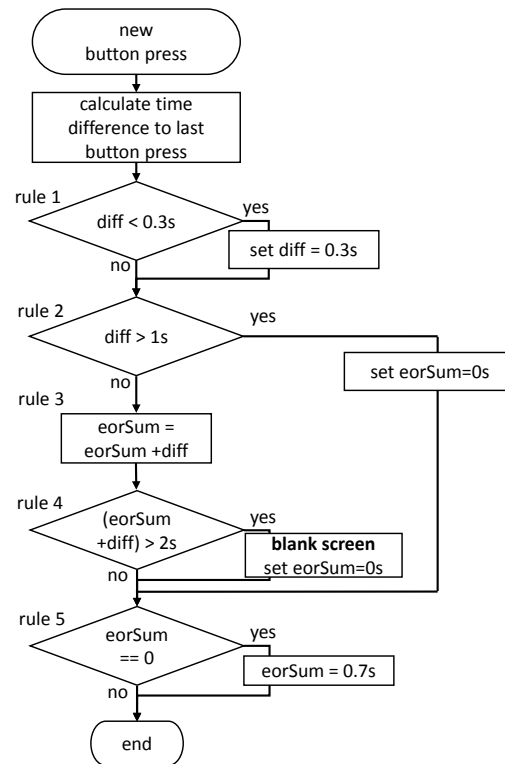 new
button press
calculate time
difference to last
button press
rule 1
yes
diff < 0.3s
set diff = 0.3s
no
rule 2
yes
diff > 1s
set eorSum=0s
no
rule 3
eorSum =
eorSum +diff
rule 4
yes
(eorSum
+diff) > 2s
blank screen
set eorSum=0s
no
rule 5
yes
eorSum
== 0
eorSum = 0.7s
no
end